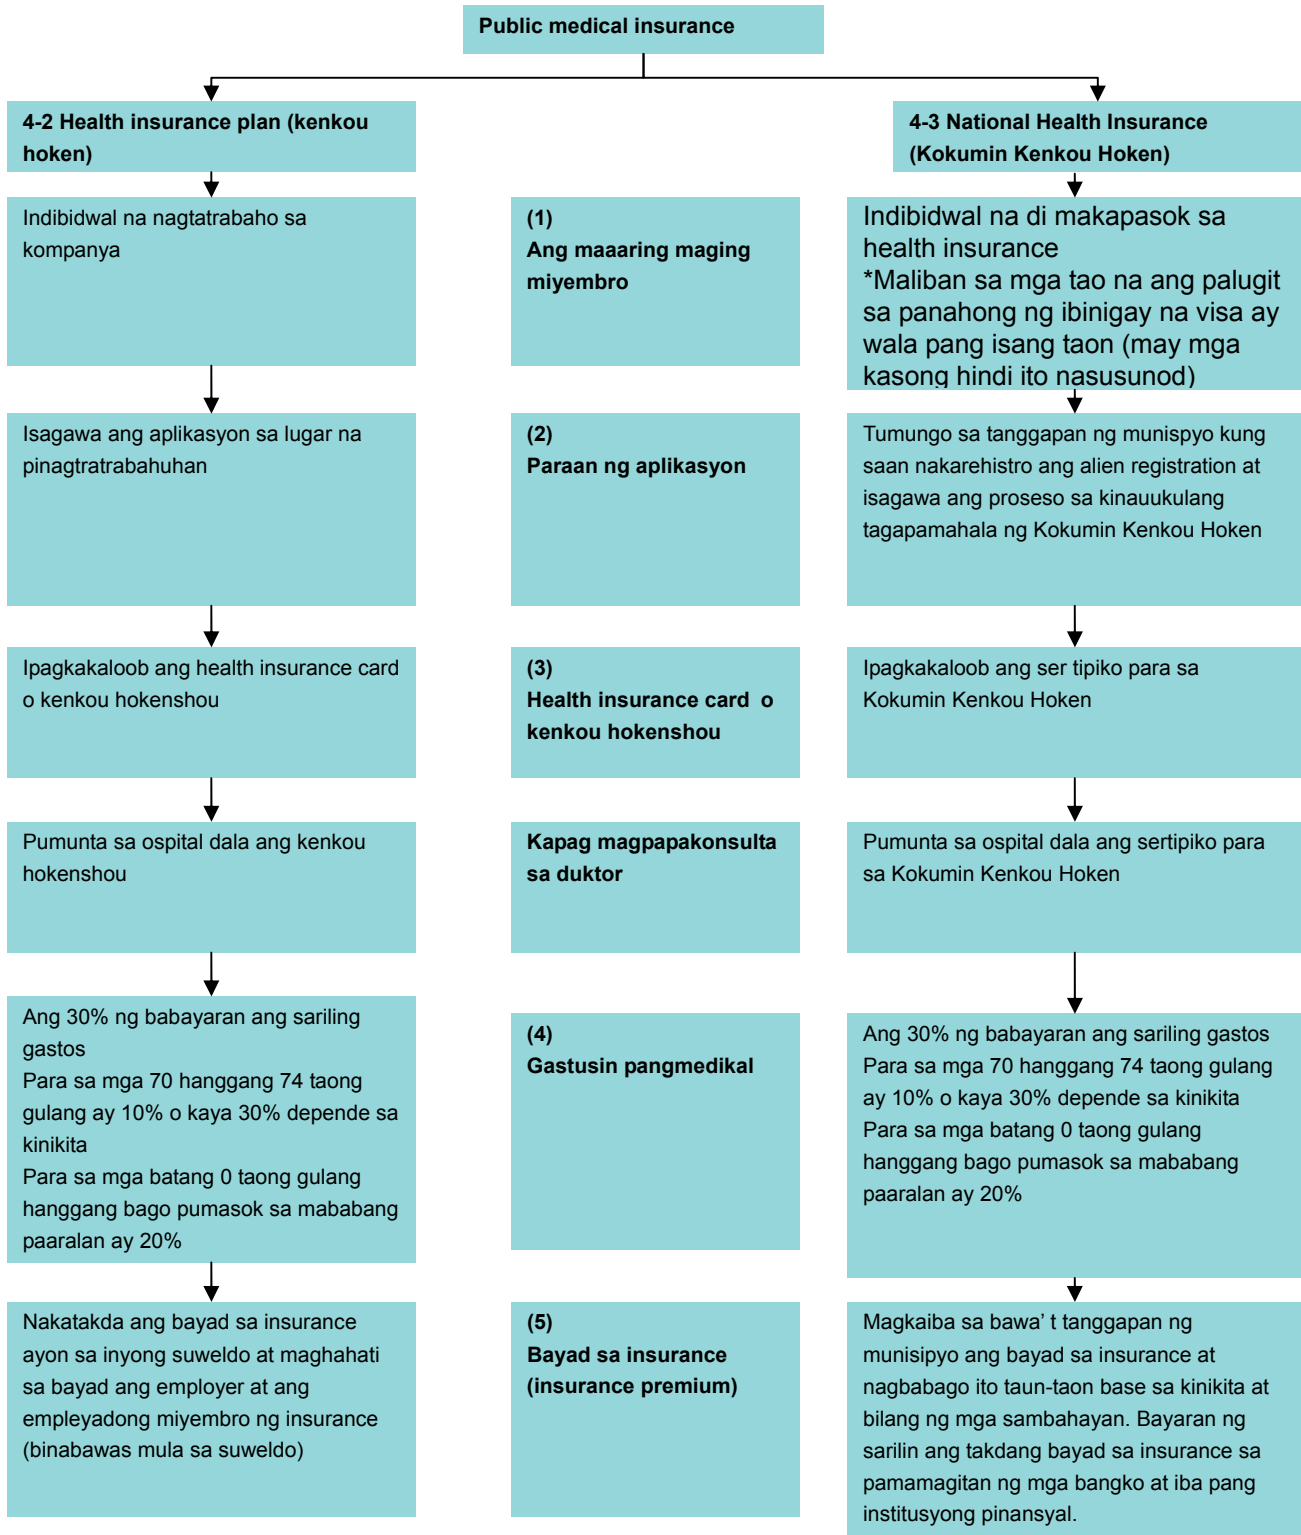 Public medical insurance
4-2 Health insurance plan (kenkou
hoken)
4-3 National Health Insurance
(Kokumin Kenkou Hoken)
Indibidwal na nagtatrabaho sa
kompanya
(1)
Ang maaaring maging
miyembro
Indibidwal na di makapasok sa
health insurance
*Maliban sa mga tao na ang palugit
sa panahong ng ibinigay na visa ay
wala pang isang taon (may mga
kasong hindi ito nasusunod)
Isagawa ang aplikasyon sa lugar na
pinagtratrabahuhan
(2)
Paraan ng aplikasyon
Tumungo sa tanggapan ng munispyo kung
saan nakarehistro ang alien registration at
isagawa ang proseso sa kinauukulang
tagapamahala ng Kokumin Kenkou Hoken
Ipagkakaloob ang health insurance card
o kenkou hokenshou
(3)
Health insurance card o
kenkou hokenshou
Ipagkakaloob ang ser tipiko para sa
Kokumin Kenkou Hoken
Pumunta sa ospital dala ang kenkou
hokenshou
Kapag magpapakonsulta
sa duktor
Pumunta sa ospital dala ang sertipiko para
sa Kokumin Kenkou Hoken
Ang 30% ng babayaran ang sariling
gastos
Para sa mga 70 hanggang 74 taong
gulang ay 10% o kaya 30% depende sa
kinikita
Para sa mga batang 0 taong gulang
hanggang bago pumasok sa mababang
paaralan ay 20%
(4)
Gastusin pangmedikal
Ang 30% ng babayaran ang sariling gastos
Para sa mga 70 hanggang 74 taong gulang
ay 10% o kaya 30% depende sa kinikita
Para sa mga batang 0 taong gulang
hanggang bago pumasok sa mababang
paaralan ay 20%
Nakatakda ang bayad sa insurance
ayon sa inyong suweldo at maghahati
sa bayad ang employer at ang
empleyadong miyembro ng insurance
(binabawas mula sa suweldo)
(5)
Bayad sa insurance
(insurance premium)
Magkaiba sa bawa’ t tanggapan ng
munisipyo ang bayad sa insurance at
nagbabago ito taun-taon base sa kinikita at
bilang ng mga sambahayan. Bayaran ng
sarilin ang takdang bayad sa insurance sa
pamamagitan ng mga bangko at iba pang
institusyong pinansyal.